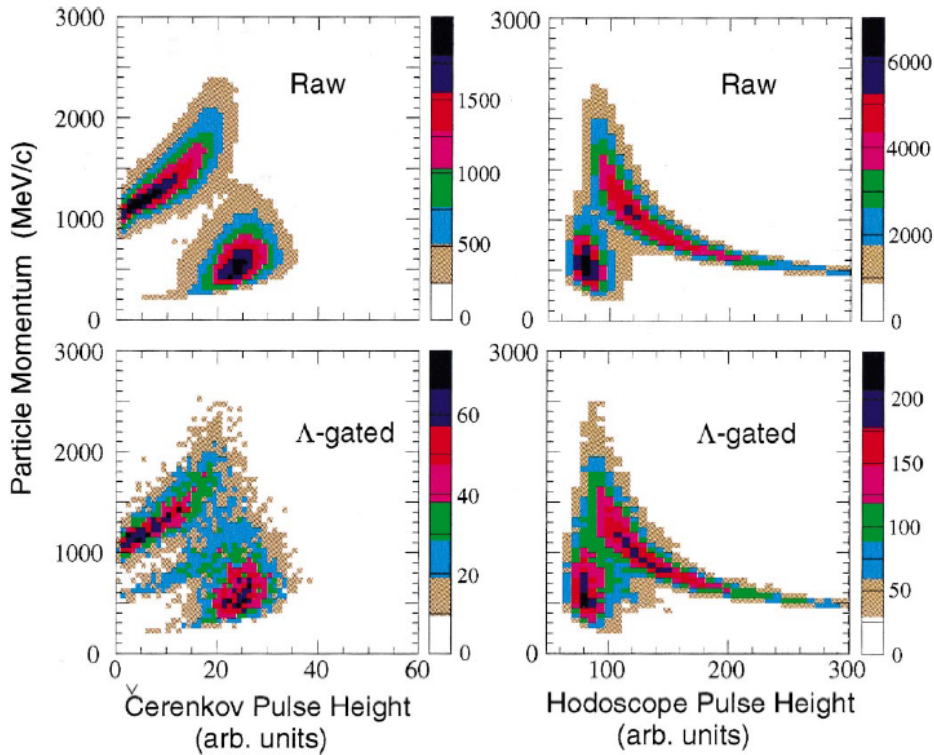 3000
2000
1000
0
Raw
1500
1000
500
0
3000
0
Raw
6000
4000
2000
0
Particle Momentum (MeV/c)
3000
2000
1000
0
Λ-gated
60
40
20
0
3000
0
Λ-gated
200
150
100
50
0
0 20 40 60
100 200 300
Čerenkov Pulse Height
(arb. units)
Hodoscope Pulse Height
(arb. units)